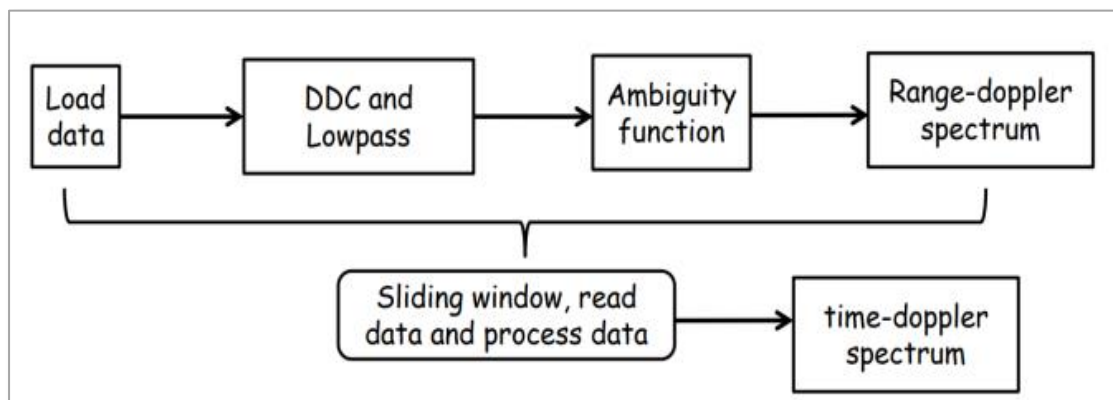 Load
data
DDC and
Lowpass
Ambiguity
function
Range-doppler
spectrum
Sliding window, read
data and process data
time-doppler
spectrum